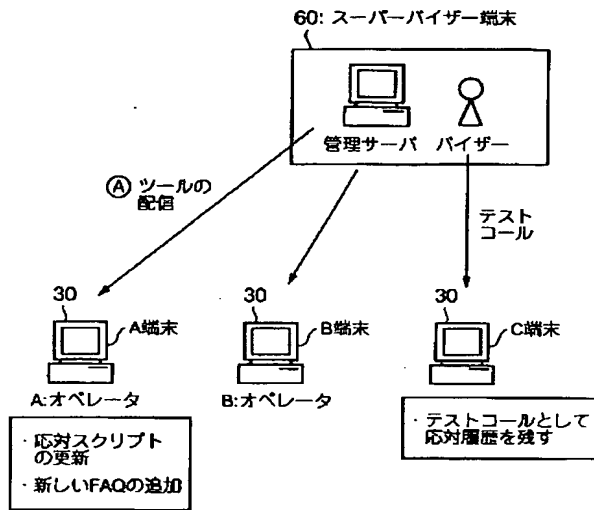 60: スーパーバイザー端末
管理サーバ バイザー
Ⓐ ツールの
配信
テスト
コール
30 A端末
30 B端末
30 C端末
A:オペレータ
B:オペレータ
・応対スクリプト
の更新
・新しいFAQの追加
・テストコールとして
応対履歴を残す